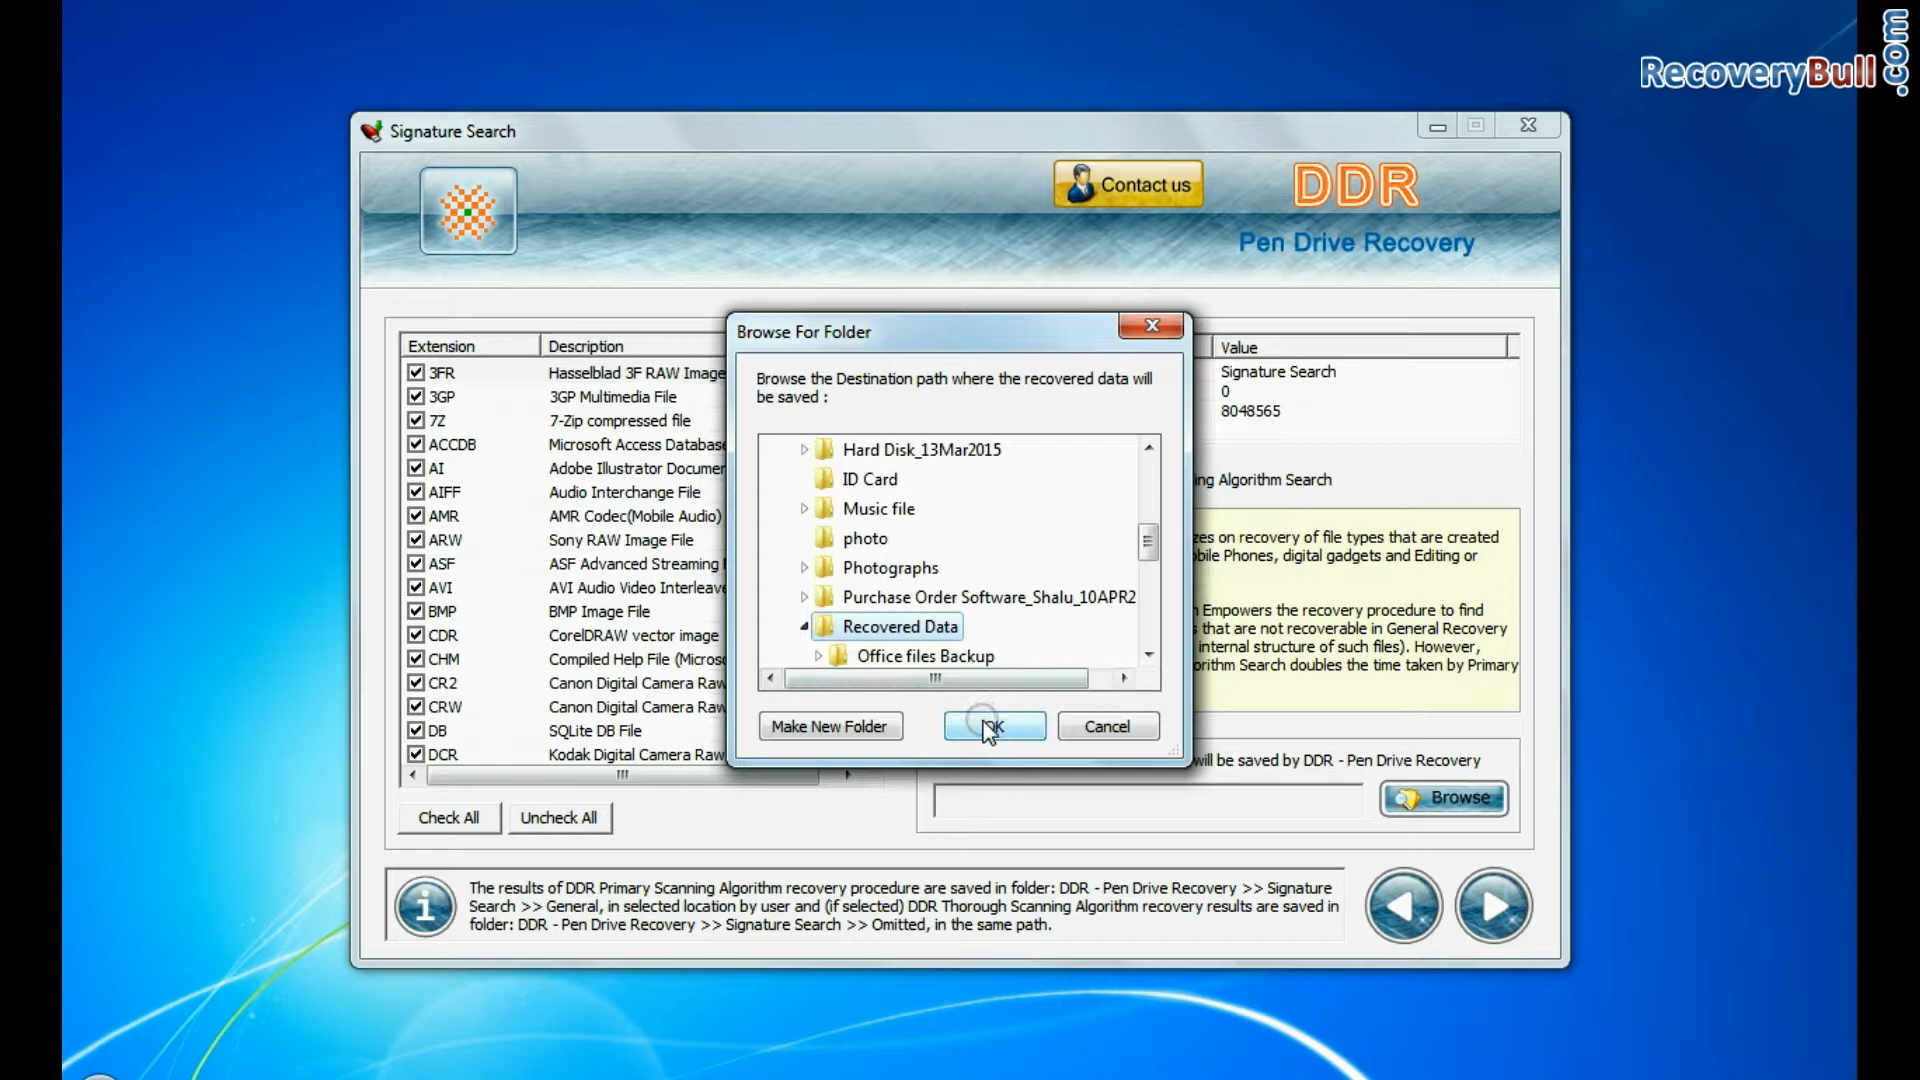 RecoveryBull.com
Signature Search
Contact us
DDR
Pen Drive Recovery
Extension Description
3FR Hasselblad 3F RAW Image
3GP 3GP Multimedia File
7Z 7-Zip compressed file
ACCDB Microsoft Access Database
AI Adobe Illustrator
AIFF Audio Interchange File
AMR AMR Codec(Mobile Audio)
ARW Sony RAW Image File
ASF ASF Advanced Streaming
AVI AVI Audio Video
BMP BMP Image File
CDR CorelDRAW vector image
CHM Compiled Help File
CR2 Canon Digital Camera Raw
CRW Canon Digital Camera Raw
DB SQLite DB File
DCR Kodak Digital Camera Raw
Check All Uncheck All
Browse For Folder
Browse the Destination path where the recovered data will
be saved :
Hard Disk_13Mar2015
ID Card
Music file
photo
Photographs
Purchase Order Software_Shalu_10APR2
Recovered Data
Office files Backup
Make New Folder OK Cancel
Value
Signature Search
0
8048565
Algorithm Search
on recovery of file types that are created
Phones, digital gadgets and Editing or
Empowers the recovery procedure to find
that are not recoverable in General Recovery
internal structure of such files). However,
Search doubles the time taken by Primary
will be saved by DDR - Pen Drive Recovery
Browse
The results of DDR Primary Scanning Algorithm recovery procedure are saved in folder: DDR - Pen Drive Recovery >> Signature
Search >> General, in selected location by user and (if selected) DDR Thorough Scanning Algorithm recovery results are saved in
folder: DDR - Pen Drive Recovery >> Signature Search >> Omitted, in the same path.